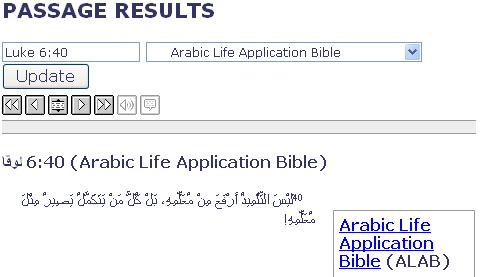 PASSAGE RESULTS
Luke 6:40
Arabic Life Application Bible
Update
لوقا 6:40 (Arabic Life Application Bible)
40لَيْسَ التِّلْمِيذُ أَرْفَعَ مِنْ مُعَلِّمِهِ، بَلْ كُلُّ مَنْ يَتَكَمَّلُ يَصِيرُ مِثْلَ
مُعَلِّمِهِ!
Arabic Life
Application
Bible (ALAB)